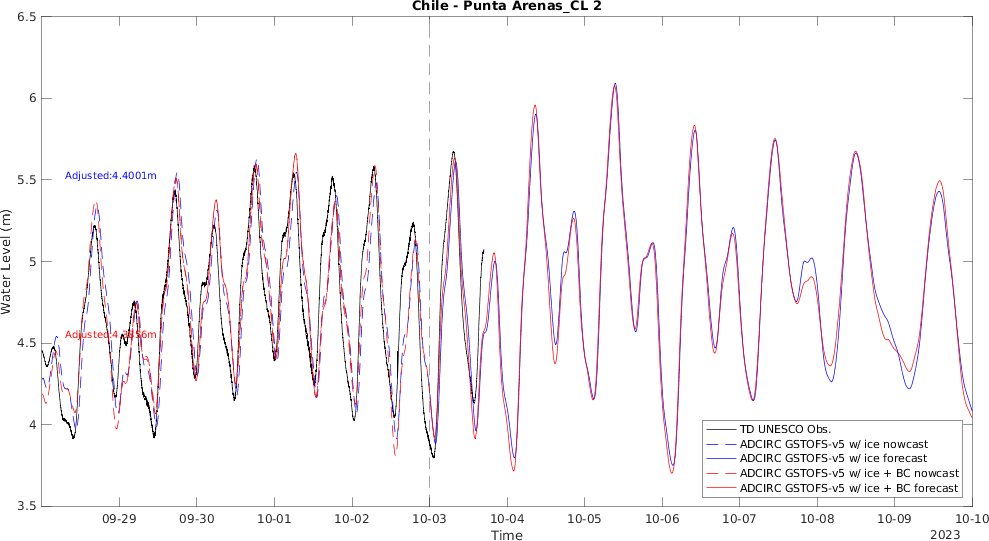 Chile - Punta Arenas_CL 2
Water Level (m)
6.5
6
5.5
5
4.5
4
3.5
Adjusted:4.4001m
TD UNESCO Obs.
ADCIRC GSTOFS-v5 w/ ice nowcast
ADCIRC GSTOFS-v5 w/ ice forecast
ADCIRC GSTOFS-v5 w/ ice + BC nowcast
ADCIRC GSTOFS-v5 w/ ice + BC forecast
09-29 09-30 10-01 10-02 10-03 10-04 10-05 10-06 10-07 10-08 10-09 10-10
Time
2023